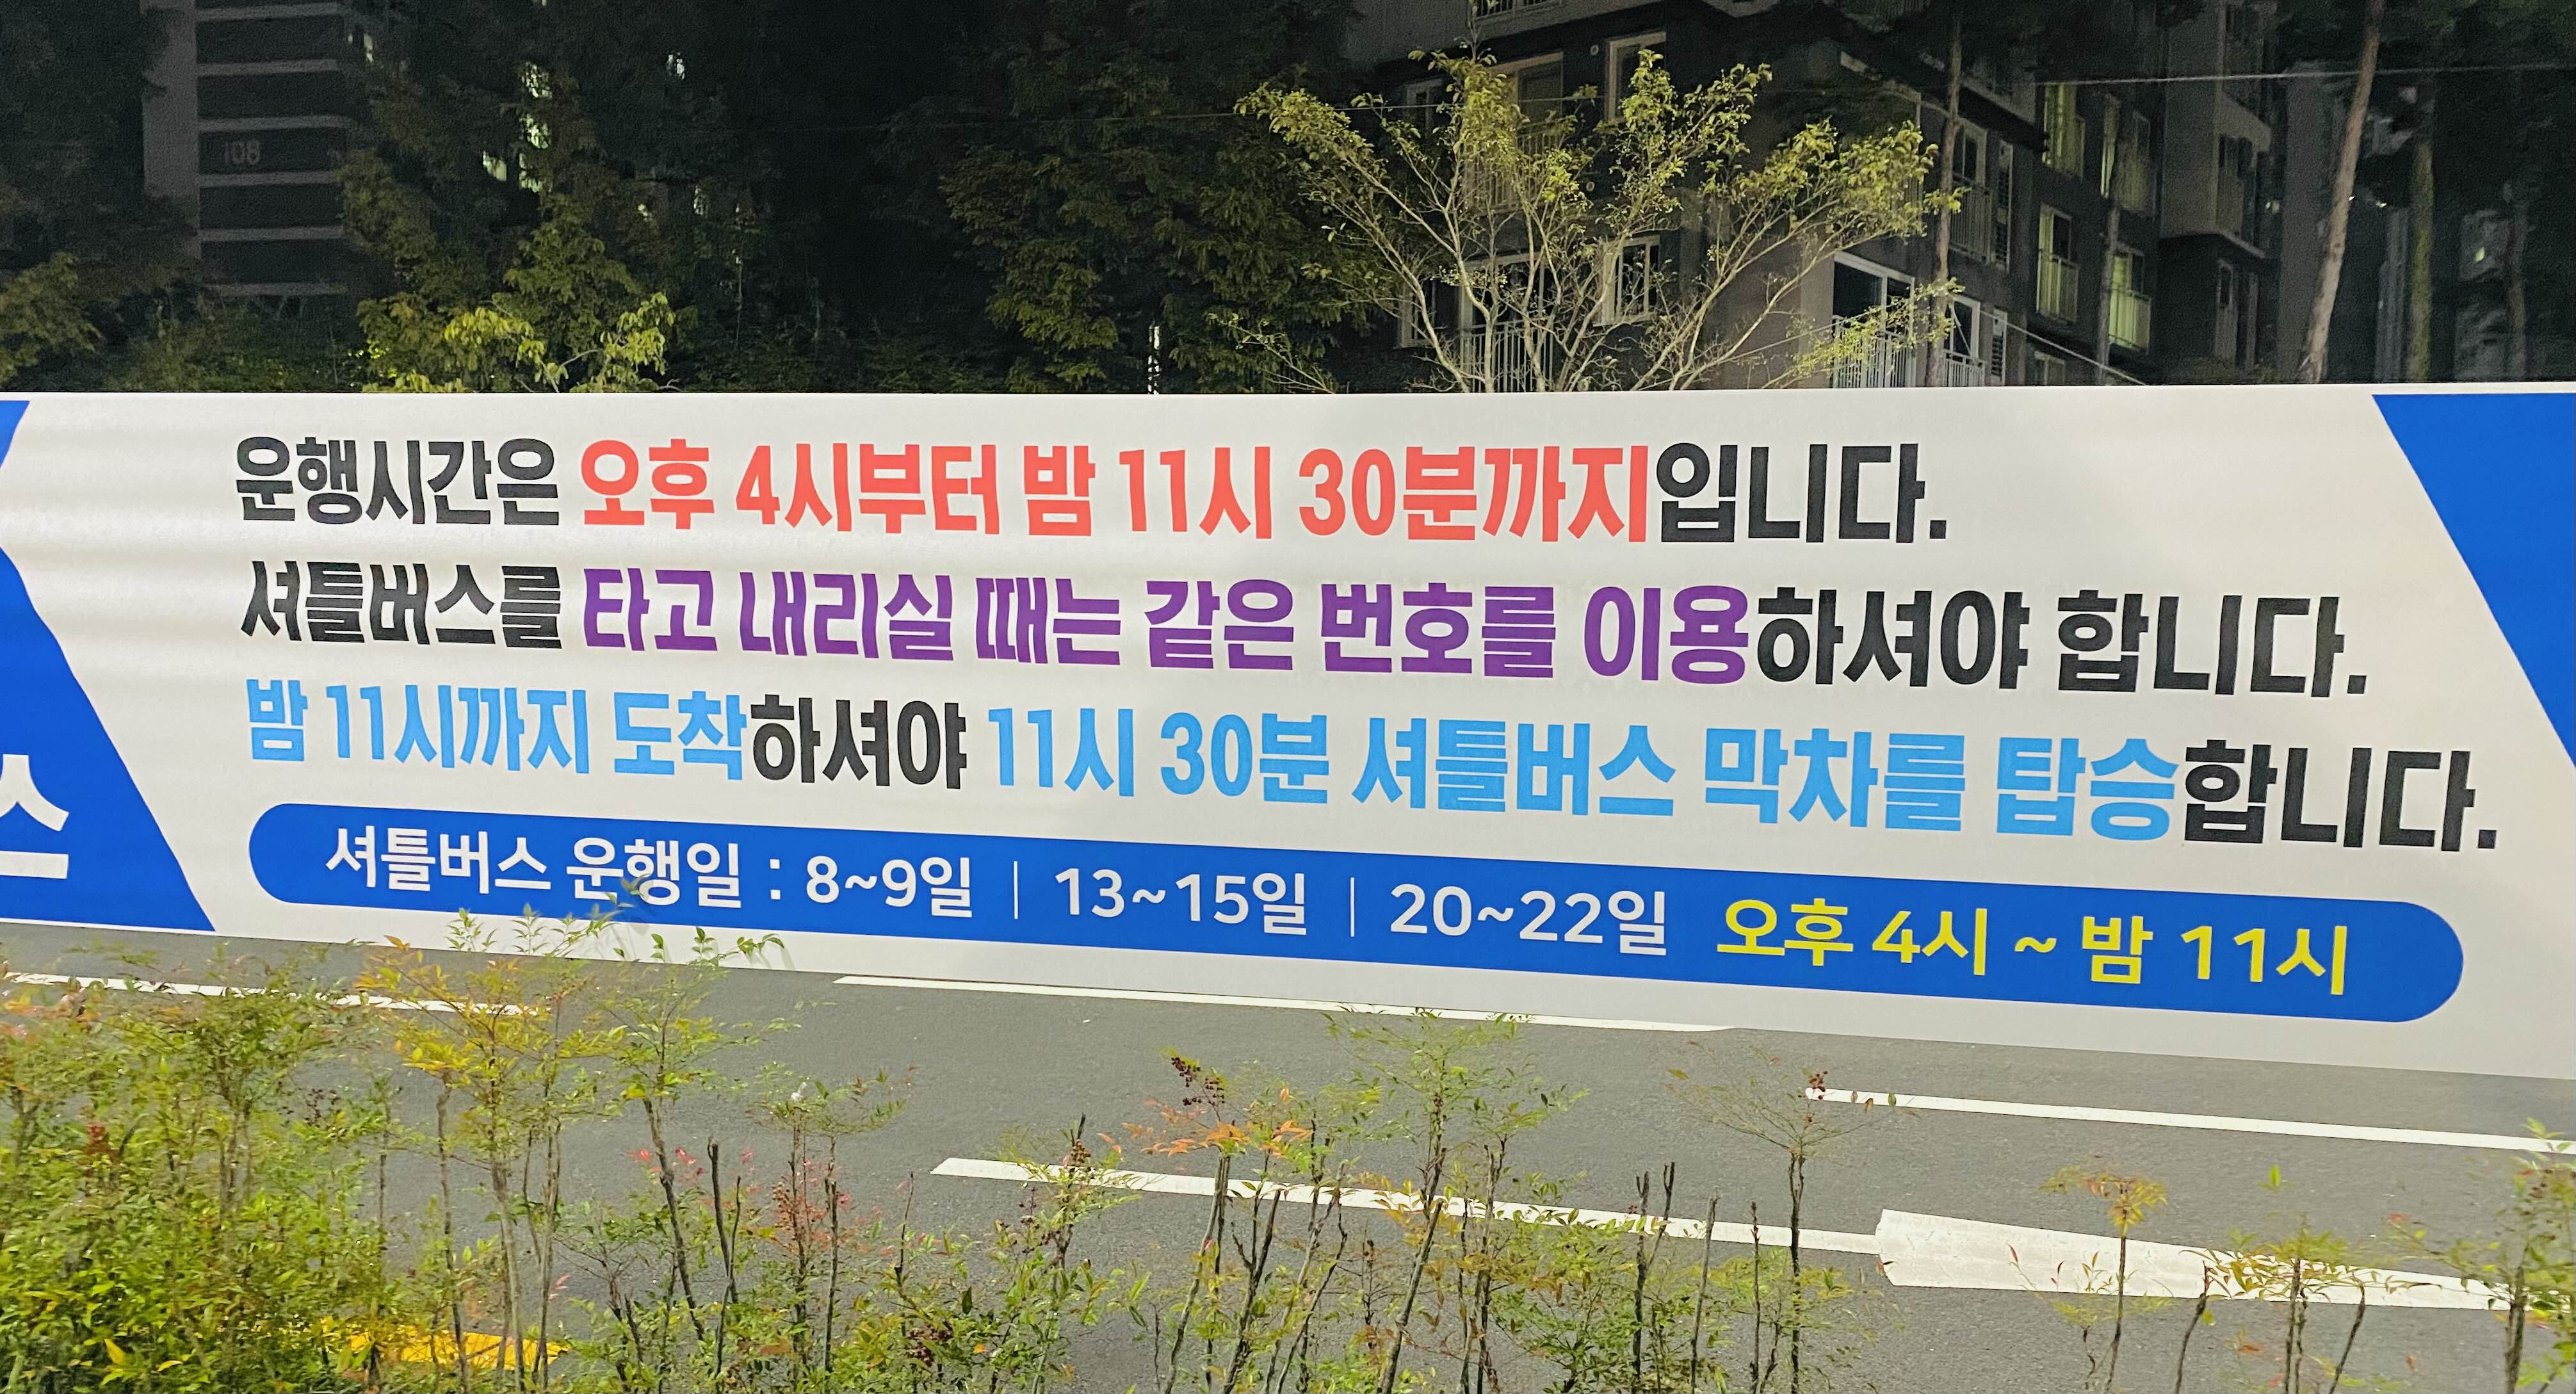 108
운행시간은 오후 4시부터 밤 11시 30분까지입니다.
셔틀버스를 타고 내리실 때는 같은 번호를 이용하셔야 합니다.
밤 11시까지 도착하셔야 11시 30분 셔틀버스 막차를 탑승합니다.
스
셔틀버스 운행일 : 8~9일 | 13~15일 | 20~22일 오후 4시 ~ 밤 11시